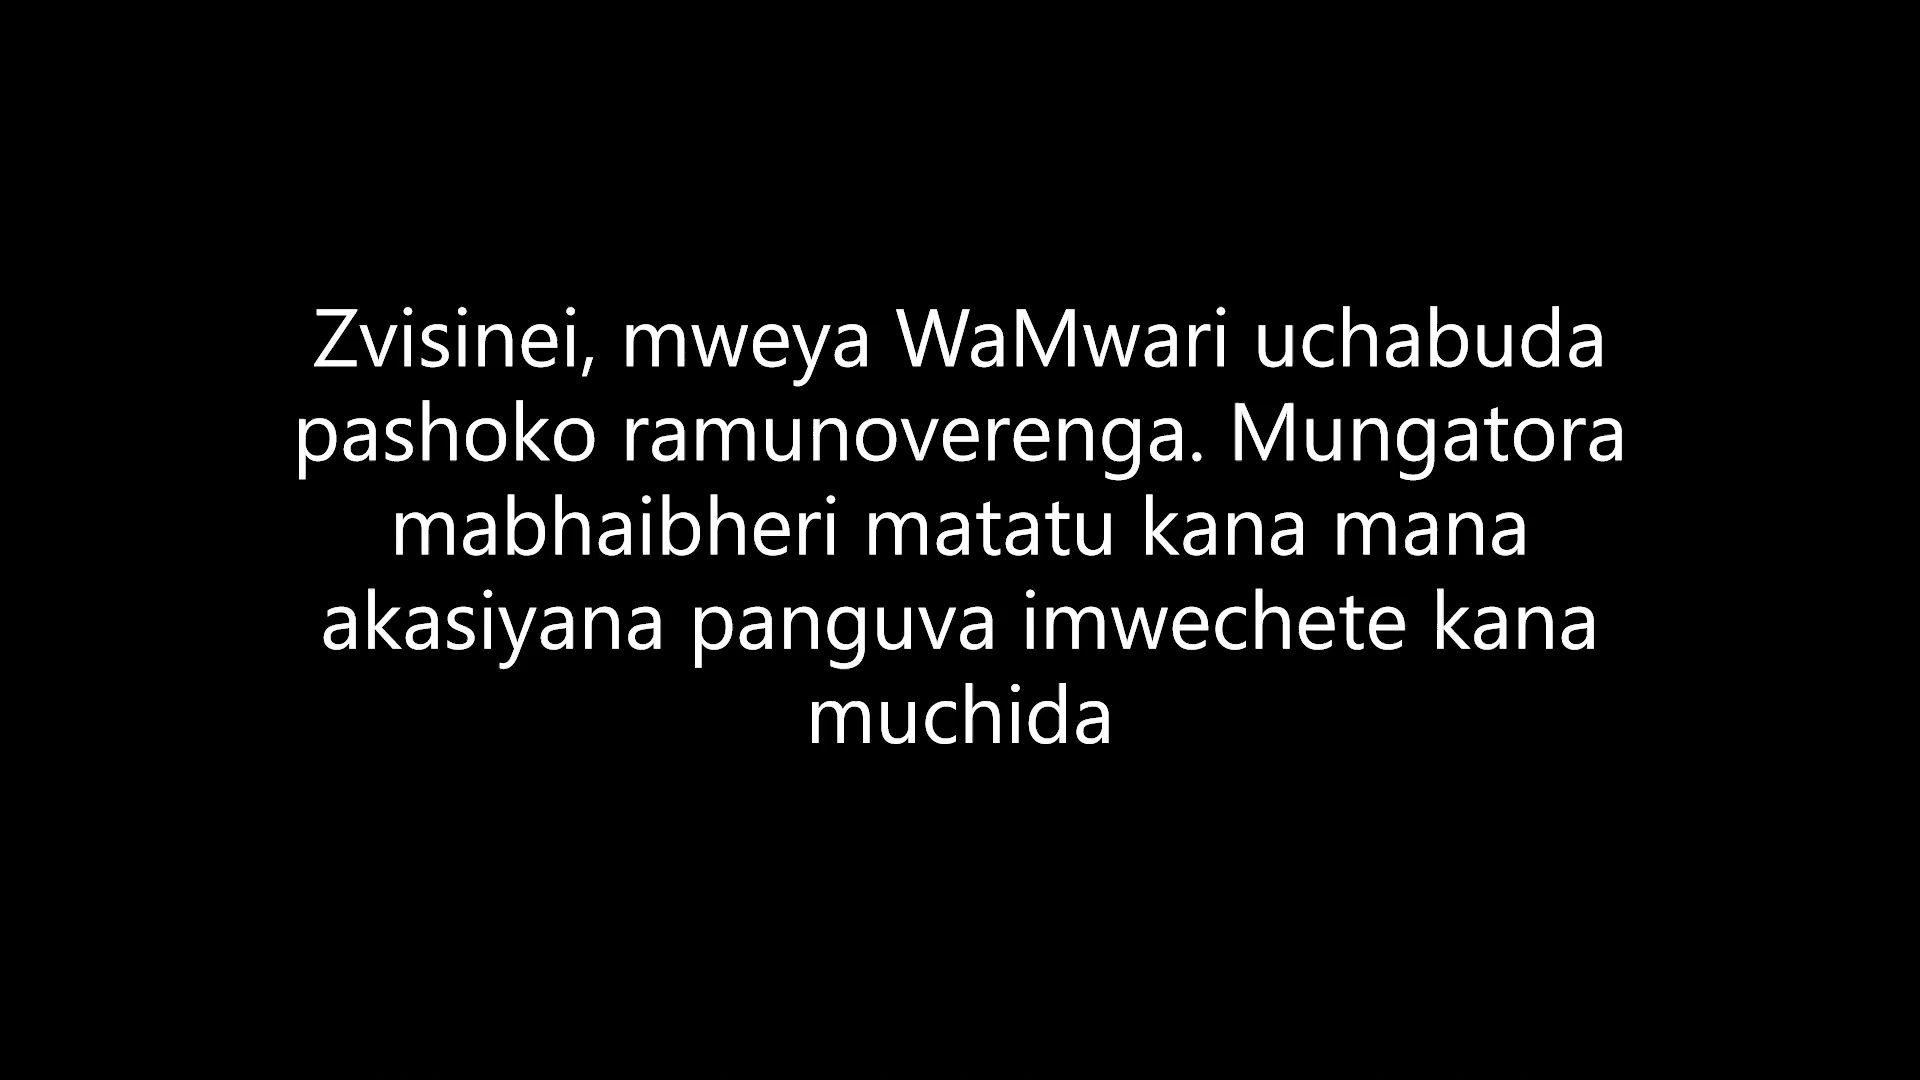 Zvisinei, mweya WaMwari uchabuda
pashoko ramunoverenga. Mungatora
mabhaibheri matatu kana mana
akasiyana panguva imwechete kana
muchida